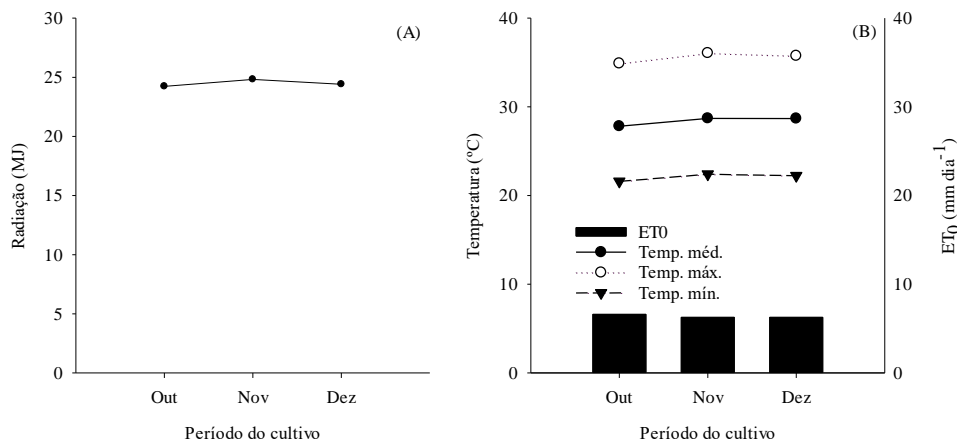 (A)
30
25
20
15
10
5
0
Radiação (MJ)
Out Nov Dez
Período do cultivo
(B)
40
30
20
10
0
Temperatura (ºC)
ET0
Temp. méd.
Temp. máx.
Temp. mín.
40
30
20
10
0
ET0 (mm dia-1)
Out Nov Dez
Período do cultivo